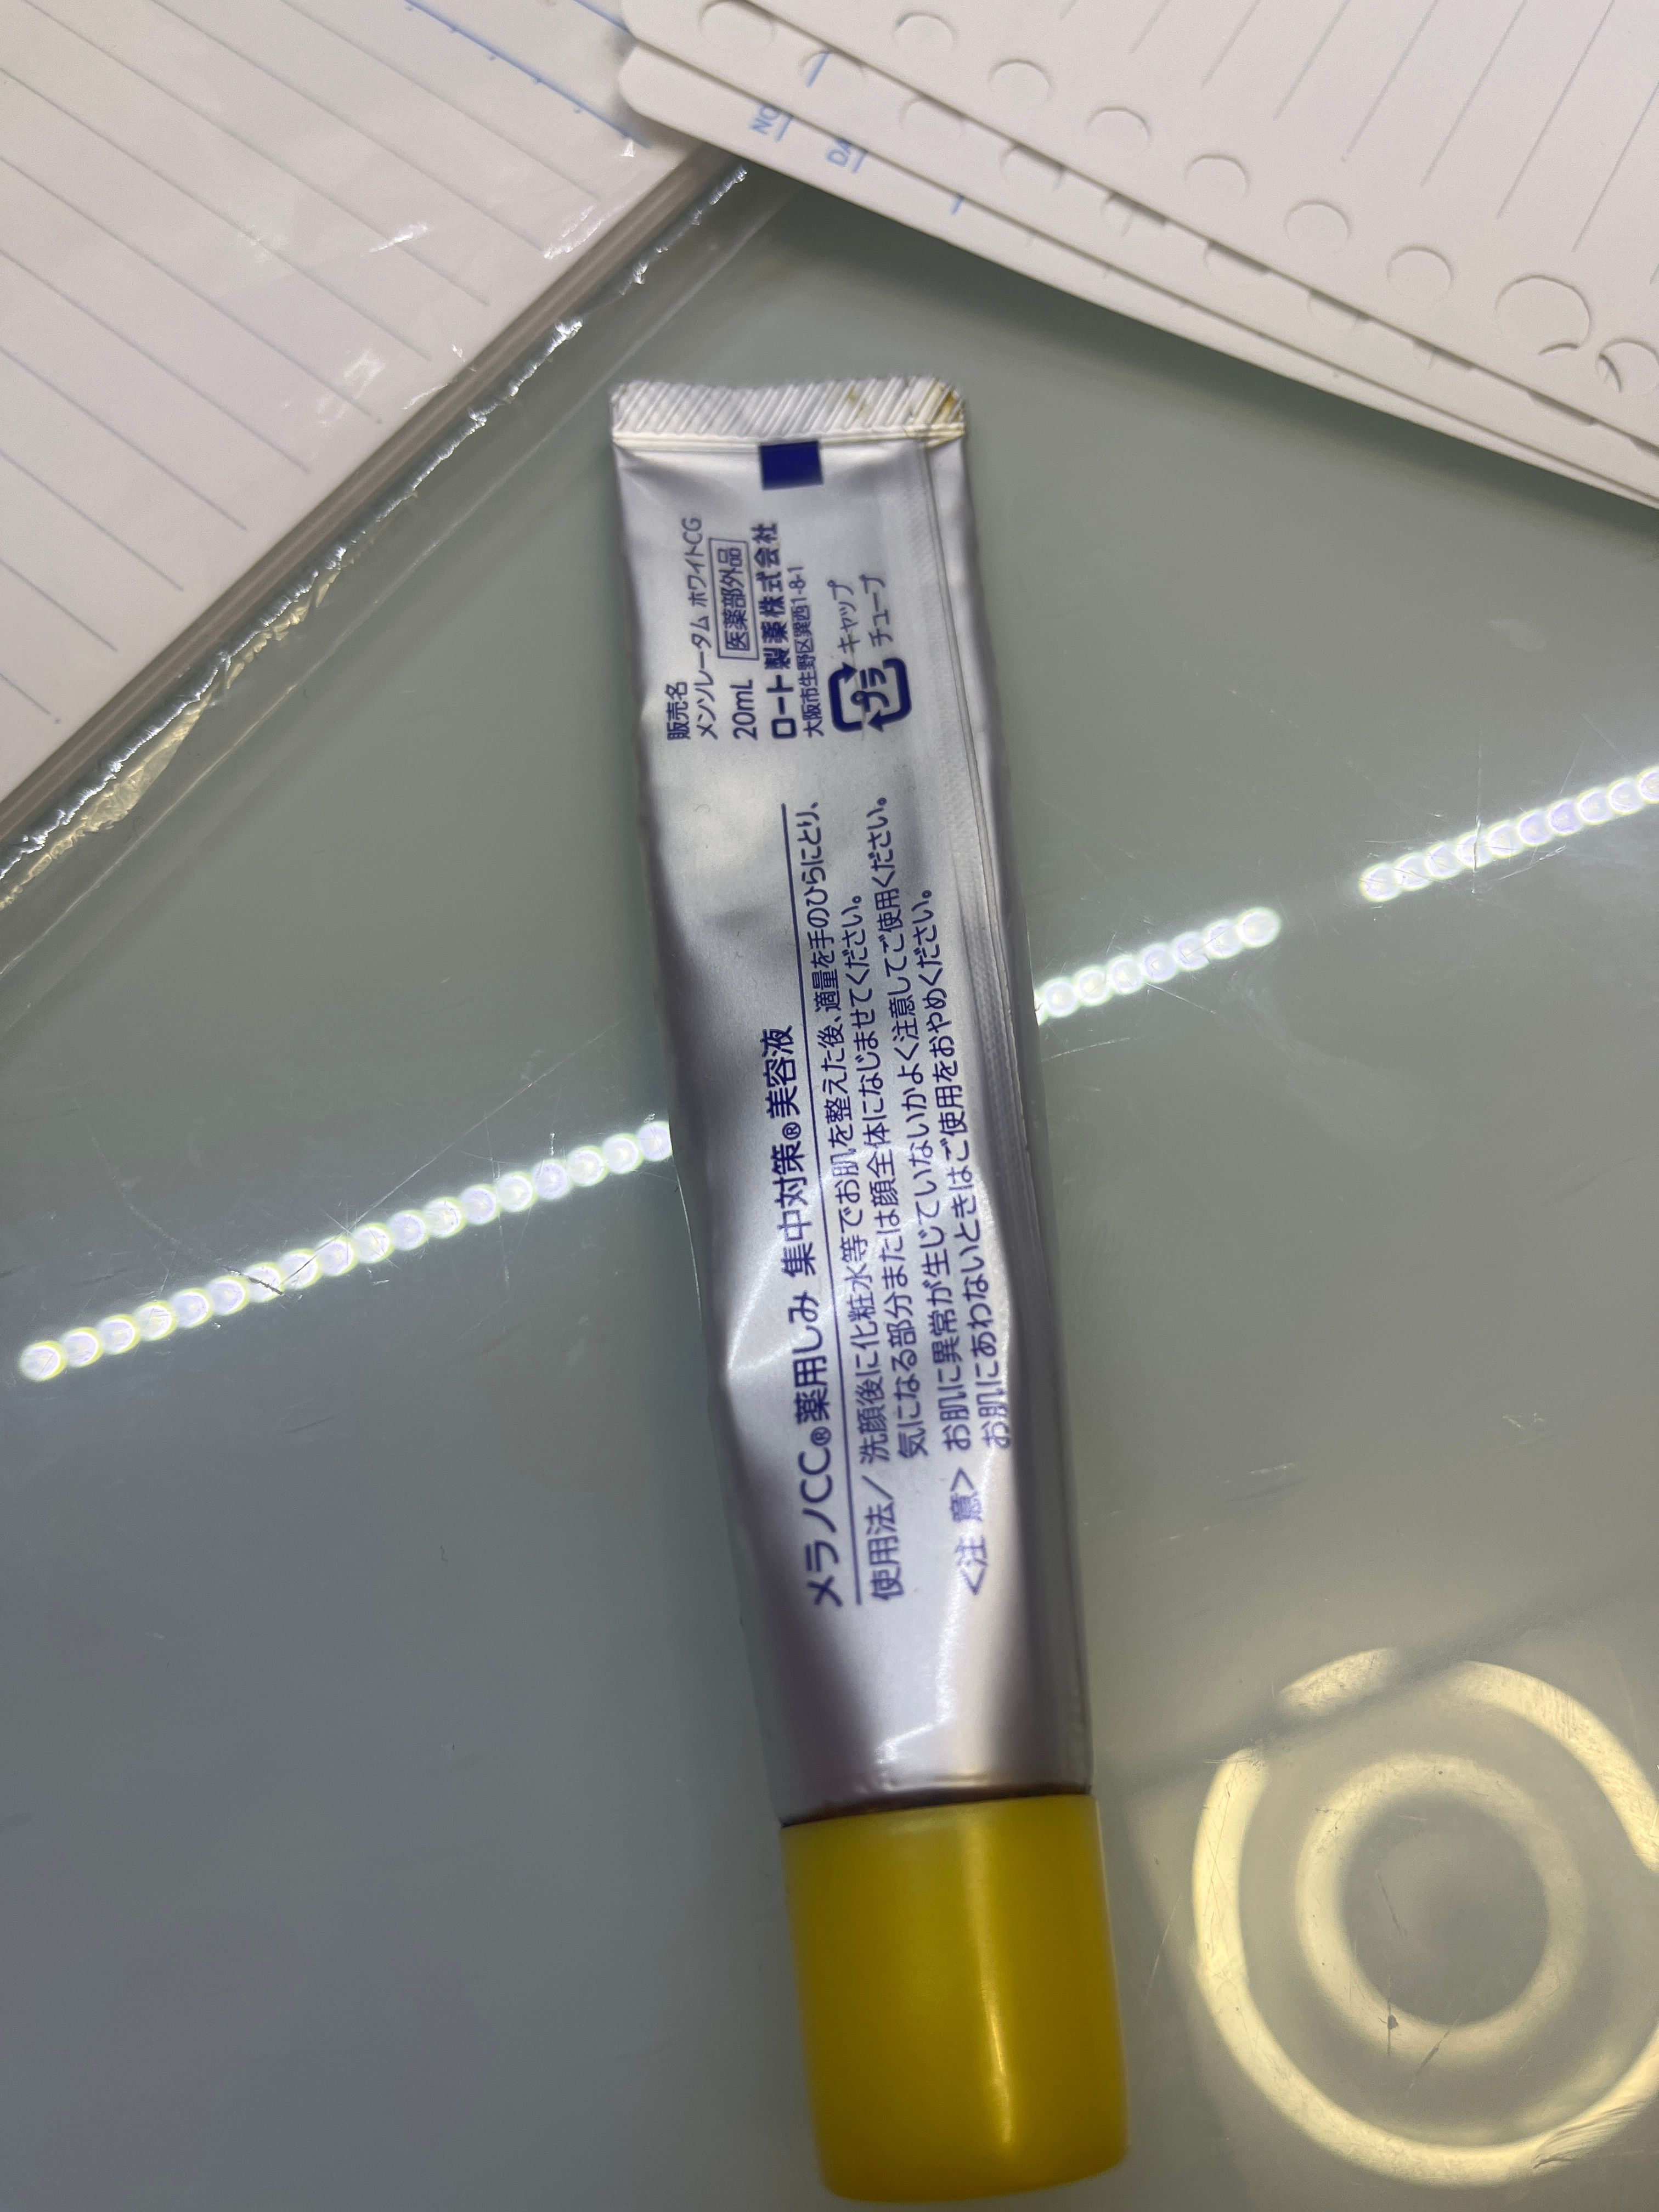 メラノCC®薬用しみ 集中対策®美容液
使用法/洗顔後に化粧水等でお肌を整えた後、適量を手のひらにとり、
気になる部分または顔全体になじませてください。
<注 意> お肌に異常が生じていないかよく注意してご使用ください。
お肌にあわないときはご使用をおやめください。
販売名
メンソレータム ホワイトCG
20mL 医薬部外品
ロート製薬株式会社
大阪市生野区巽西1-8-1
プラ
キャップ
チューブ
NO
DA